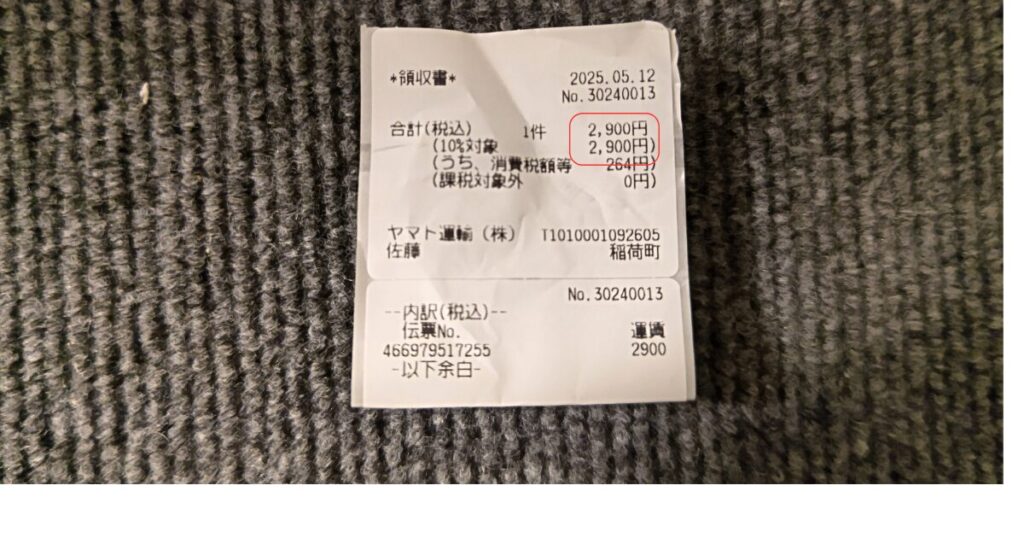 *領収書*
2025.05.12
No.30240013
合計(税込) 1件 2,900円
(10%対象 2,900円)
(うち、消費税額等 264円)
(課税対象外 0円)
ヤマト運輸(株) T1010001092605
佐藤 稲荷町
No.30240013
--内訳(税込)--
伝票No. 運賃
466979517255 2900
-以下余白-